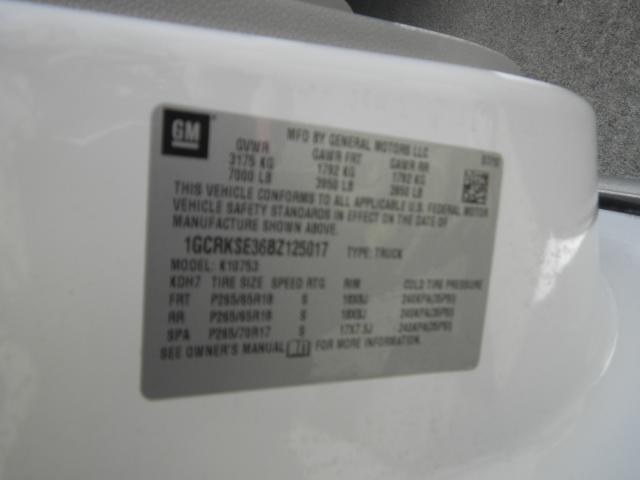 GM
MFD BY GENERAL MOTORS LLC
GVWR GAWR FRT GAWR RR
3175 KG 1792 KG 1792 KG
7000 LB 3950 LB 3950 LB
THIS VEHICLE CONFORMS TO ALL APPLICABLE U.S. FEDERAL MOTOR
VEHICLE SAFETY STANDARDS IN EFFECT ON THE DATE OF
MANUFACTURE SHOWN ABOVE.
1GCRKSE36BZ125017 TYPE: TRUCK
MODEL: K10753
KDH7 TIRE SIZE SPEED RTG RIM COLD TIRE PRESSURE
FRT P265/65R18 S 18X8J 240KPA(35PSI)
RR P265/65R18 S 18X8J 240KPA(35PSI)
SPA P265/70R17 S 17X7.5J 240KPA(35PSI)
SEE OWNER'S MANUAL FOR MORE INFORMATION.